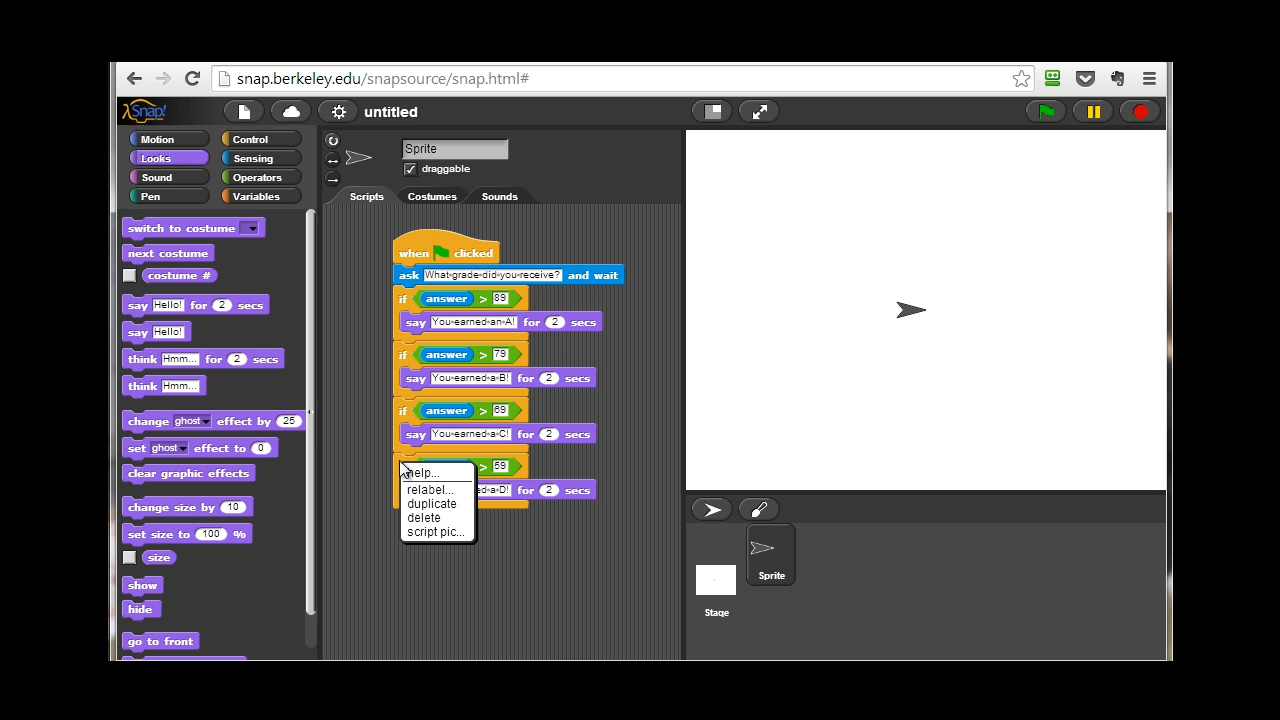 snap.berkeley.edu/snapsource/snap.html#
Snap!
untitled
Motion
Control
Looks
Sensing
Sound
Operators
Pen
Variables
switch to costume
next costume
costume #
say Hello! for 2 secs
say Hello!
think Hmm... for 2 secs
think Hmm...
change ghost effect by 25
set ghost effect to 0
clear graphic effects
change size by 10
set size to 100 %
size
show
hide
go to front
Sprite
draggable
Scripts Costumes Sounds
when clicked
ask What grade did you receive? and wait
if answer > 89
say You earned an A! for 2 secs
if answer > 79
say You earned a B! for 2 secs
if answer > 69
say You earned a C! for 2 secs
> 59
ed a D! for 2 secs
help...
relabel...
duplicate
delete
script pic...
Sprite
Stage